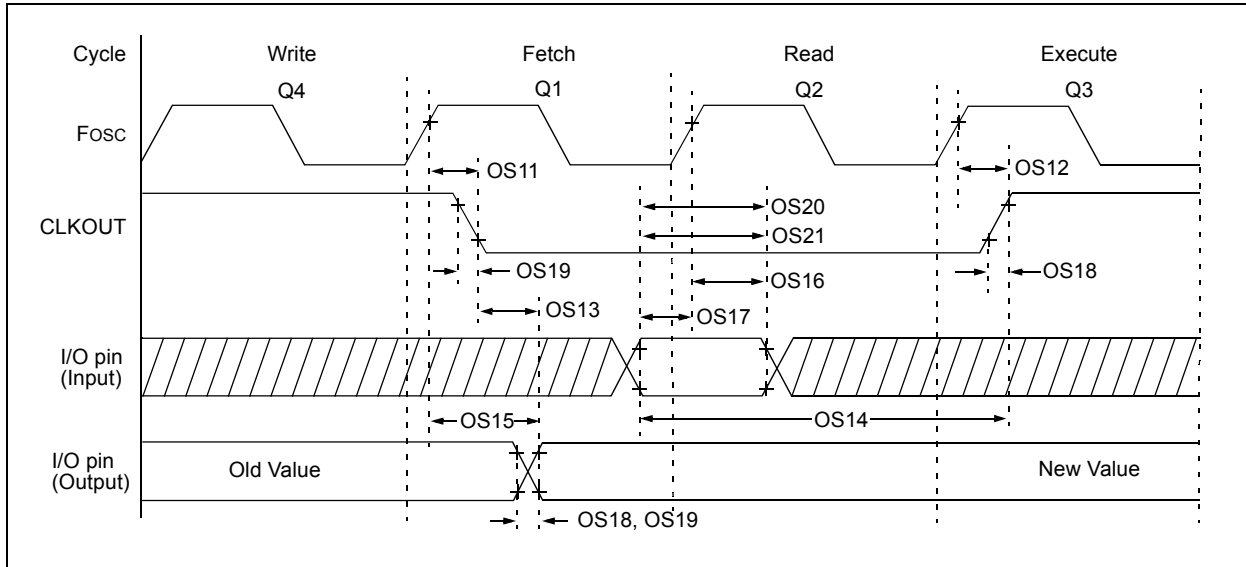 Cycle Write Fetch Read Execute
Q4 Q1 Q2 Q3
FOSC
OS11 OS12
OS20
CLKOUT
OS21
OS19 OS16 OS18
OS13 OS17
I/O pin
(Input)
OS15 OS14
I/O pin
(Output)
Old Value New Value
OS18, OS19